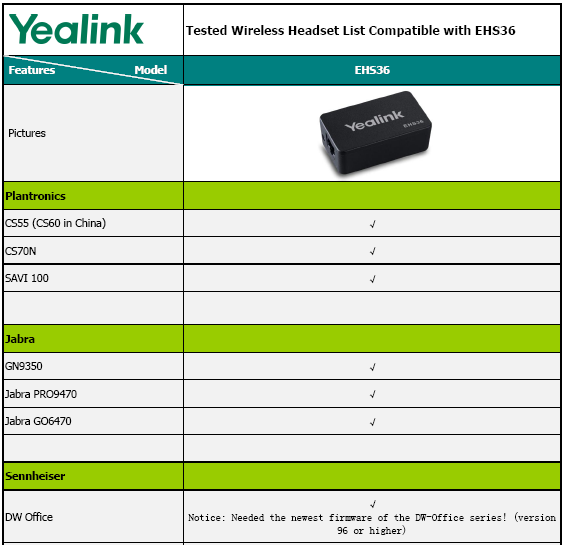 Yealink
Tested Wireless Headset List Compatible with EHS36
Features Model
EHS36
Pictures
Yealink
EHS36
Plantronics
CS55 (CS60 in China)
√
CS70N
√
SAVI 100
√
Jabra
GN9350
√
Jabra PRO9470
√
Jabra GO6470
√
Sennheiser
DW Office
√
Notice: Needed the newest firmware of the DW-Office series! (version
96 or higher)